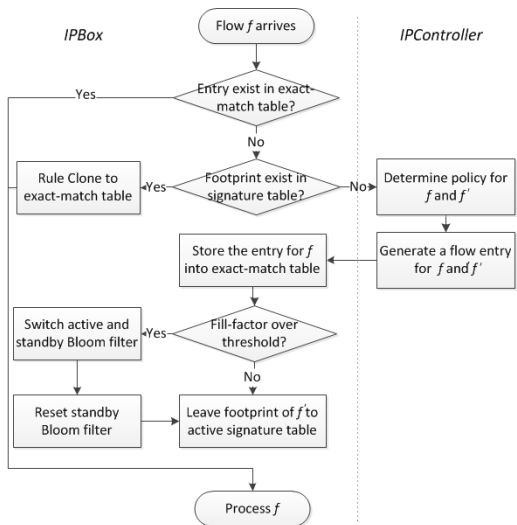 IPBox
Flow f arrives
IPController
Entry exist in exact-
match table?
Yes
No
Rule Clone to
exact-match table
Yes
Footprint exist in
signature table?
No
Determine policy for
f and f'
Store the entry for f
into exact-match table
Generate a flow entry
for f and f'
Switch active and
standby Bloom filter
Yes
Fill-factor over
threshold?
No
Reset standby
Bloom filter
Leave footprint of f' to
active signature table
Process f